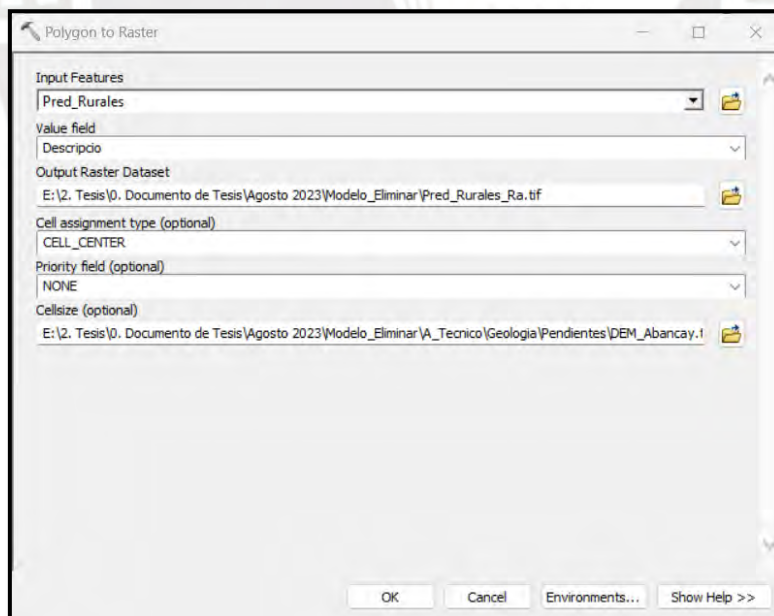 Polygon to Raster
Input Features
Pred_Rurales
Value field
Descripcio
Output Raster Dataset
E:\2. Tesis\0. Documento de Tesis\Agosto 2023\Modelo_Eliminar\Pred_Rurales_Ra.tif
Cell assignment type (optional)
CELL_CENTER
Priority field (optional)
NONE
Cellsize (optional)
E:\2. Tesis\0. Documento de Tesis\Agosto 2023\Modelo_Eliminar\A_Tecnico\Geologia\Pendientes\DEM_Abancay.t
OK Cancel Environments... Show Help >>